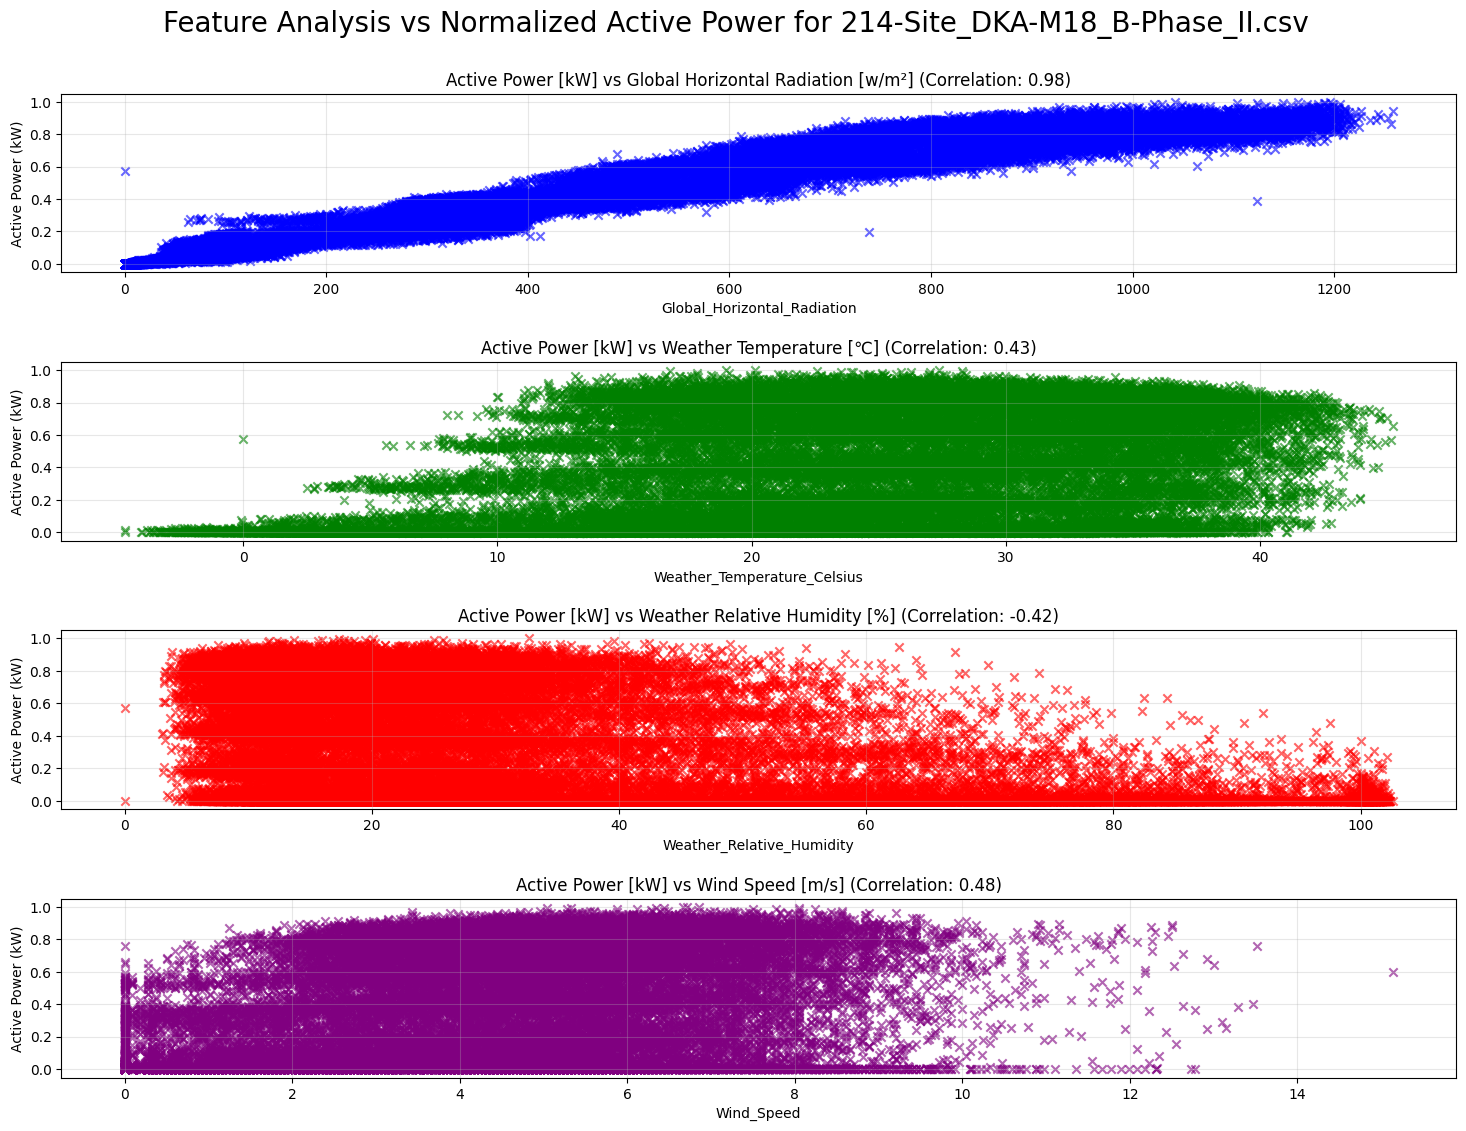 Feature Analysis vs Normalized Active Power for 214-Site_DKA-M18_B-Phase_II.csv
Active Power [kW] vs Global Horizontal Radiation [w/m²] (Correlation: 0.98)
Active Power (kW)
1.0
0.8
0.6
0.4
0.2
0.0
0 200 400 600 800 1000 1200
Global_Horizontal_Radiation
Active Power [kW] vs Weather Temperature [℃] (Correlation: 0.43)
Active Power (kW)
1.0
0.8
0.6
0.4
0.2
0.0
0 10 20 30 40
Weather_Temperature_Celsius
Active Power [kW] vs Weather Relative Humidity [%] (Correlation: -0.42)
Active Power (kW)
1.0
0.8
0.6
0.4
0.2
0.0
0 20 40 60 80 100
Weather_Relative_Humidity
Active Power [kW] vs Wind Speed [m/s] (Correlation: 0.48)
Active Power (kW)
1.0
0.8
0.6
0.4
0.2
0.0
0 2 4 6 8 10 12 14
Wind_Speed